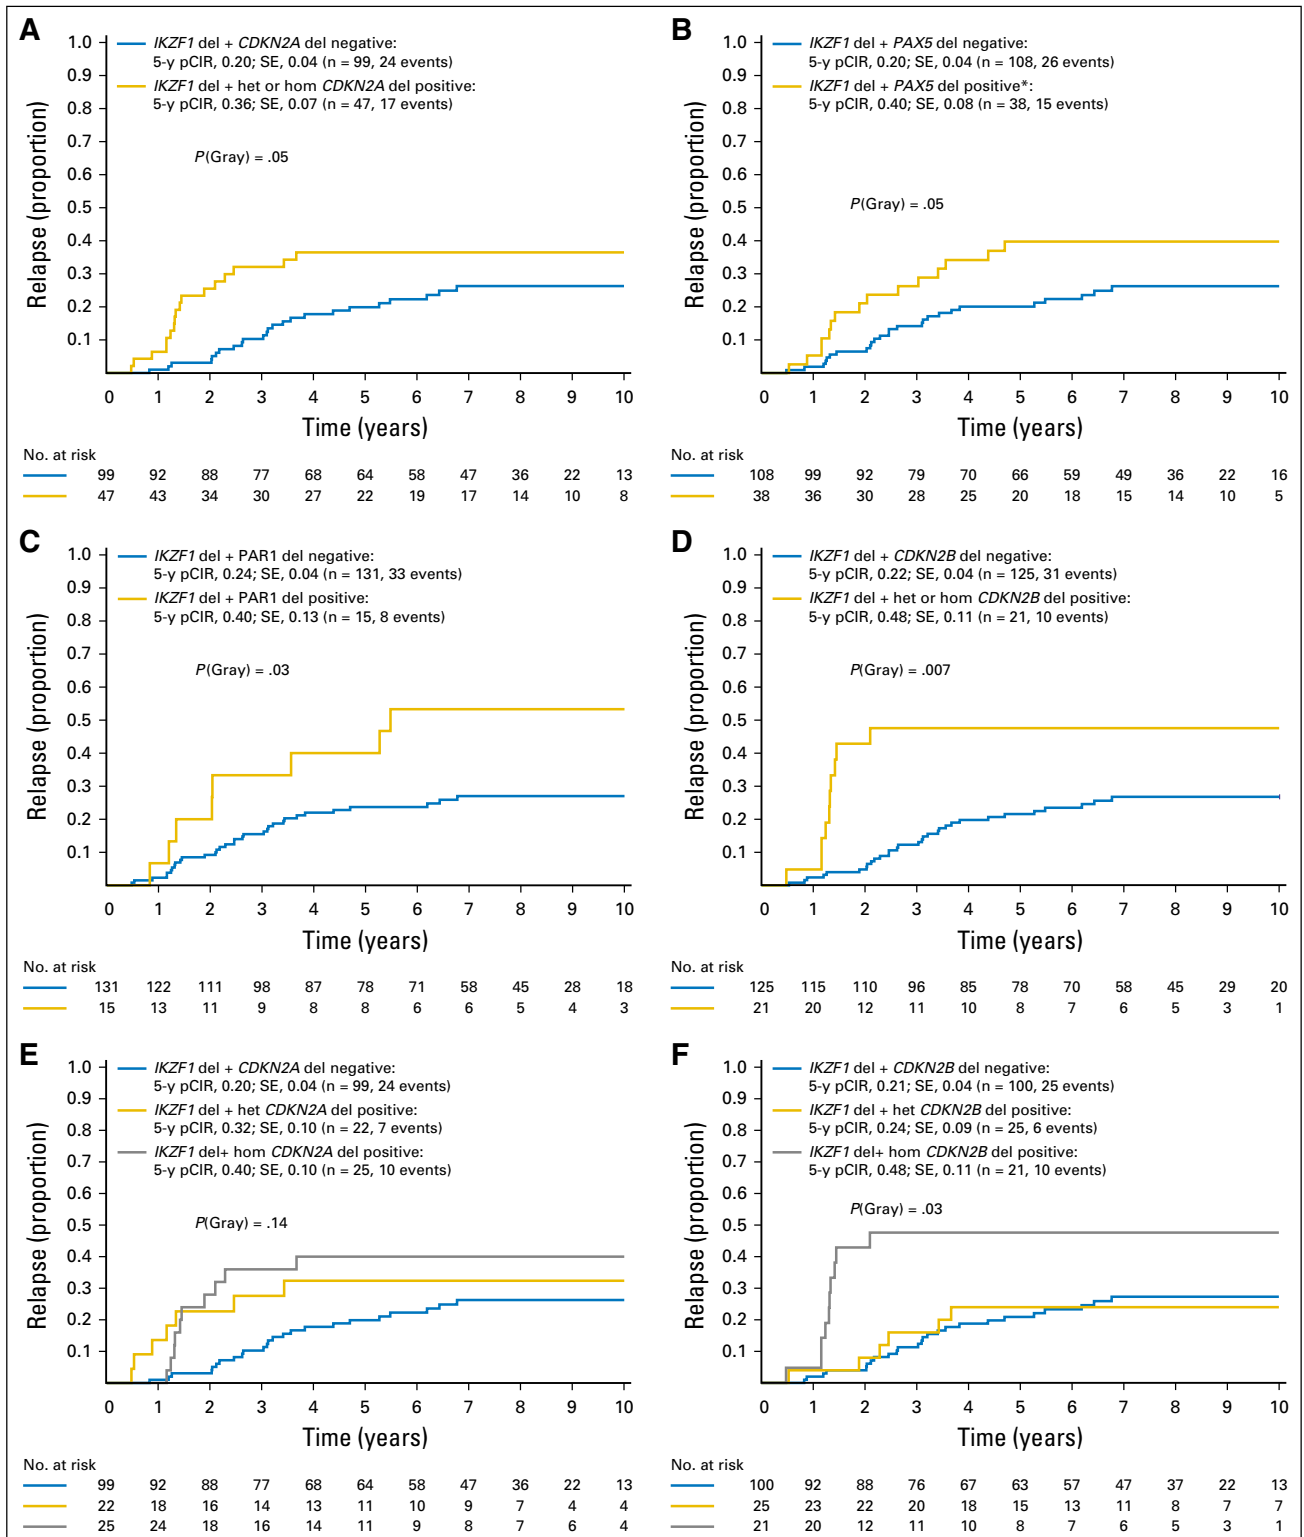 A
IKZF1 del + CDKN2A del negative:
5-y pCIR, 0.20; SE, 0.04 (n = 99, 24 events)
IKZF1 del + het or hom CDKN2A del positive:
5-y pCIR, 0.36; SE, 0.07 (n = 47, 17 events)
P(Gray) = .05
Relapse (proportion)
1.0
0.9
0.8
0.7
0.6
0.5
0.4
0.3
0.2
0.1
0 1 2 3 4 5 6 7 8 9 10
Time (years)
No. at risk
99 92 88 77 68 64 58 47 36 22 13
47 43 34 30 27 22 19 17 14 10 8
B
IKZF1 del + PAX5 del negative:
5-y pCIR, 0.20; SE, 0.04 (n = 108, 26 events)
IKZF1 del + PAX5 del positive*:
5-y pCIR, 0.40; SE, 0.08 (n = 38, 15 events)
P(Gray) = .05
Relapse (proportion)
1.0
0.9
0.8
0.7
0.6
0.5
0.4
0.3
0.2
0.1
0 1 2 3 4 5 6 7 8 9 10
Time (years)
No. at risk
108 99 92 79 70 66 59 49 36 22 16
38 36 30 28 25 20 18 15 14 10 5
C
IKZF1 del + PAR1 del negative:
5-y pCIR, 0.24; SE, 0.04 (n = 131, 33 events)
IKZF1 del + PAR1 del positive:
5-y pCIR, 0.40; SE, 0.13 (n = 15, 8 events)
P(Gray) = .03
Relapse (proportion)
1.0
0.9
0.8
0.7
0.6
0.5
0.4
0.3
0.2
0.1
0 1 2 3 4 5 6 7 8 9 10
Time (years)
No. at risk
131 122 111 98 87 78 71 58 45 28 18
15 13 11 9 8 8 6 6 5 4 3
D
IKZF1 del + CDKN2B del negative:
5-y pCIR, 0.22; SE, 0.04 (n = 125, 31 events)
IKZF1 del + het or hom CDKN2B del positive:
5-y pCIR, 0.48; SE, 0.11 (n = 21, 10 events)
P(Gray) = .007
Relapse (proportion)
1.0
0.9
0.8
0.7
0.6
0.5
0.4
0.3
0.2
0.1
0 1 2 3 4 5 6 7 8 9 10
Time (years)
No. at risk
125 115 110 96 85 78 70 58 45 29 20
21 20 12 11 10 8 7 6 5 3 1
E
IKZF1 del + CDKN2A del negative:
5-y pCIR, 0.20; SE, 0.04 (n = 99, 24 events)
IKZF1 del + het CDKN2A del positive:
5-y pCIR, 0.32; SE, 0.10 (n = 22, 7 events)
IKZF1 del+ hom CDKN2A del positive:
5-y pCIR, 0.40; SE, 0.10 (n = 25, 10 events)
P(Gray) = .14
Relapse (proportion)
1.0
0.9
0.8
0.7
0.6
0.5
0.4
0.3
0.2
0.1
0 1 2 3 4 5 6 7 8 9 10
Time (years)
No. at risk
99 92 88 77 68 64 58 47 36 22 13
22 18 16 14 13 11 10 9 7 4 4
25 24 18 16 14 11 9 8 7 6 4
F
IKZF1 del + CDKN2B del negative:
5-y pCIR, 0.21; SE, 0.04 (n = 100, 25 events)
IKZF1 del + het CDKN2B del positive:
5-y pCIR, 0.24; SE, 0.09 (n = 25, 6 events)
IKZF1 del+ hom CDKN2B del positive:
5-y pCIR, 0.48; SE, 0.11 (n = 21, 10 events)
P(Gray) = .03
Relapse (proportion)
1.0
0.9
0.8
0.7
0.6
0.5
0.4
0.3
0.2
0.1
0 1 2 3 4 5 6 7 8 9 10
Time (years)
No. at risk
100 92 88 76 67 63 57 47 37 22 13
25 23 22 20 18 15 13 11 8 7 7
21 20 12 11 10 8 7 6 5 3 1